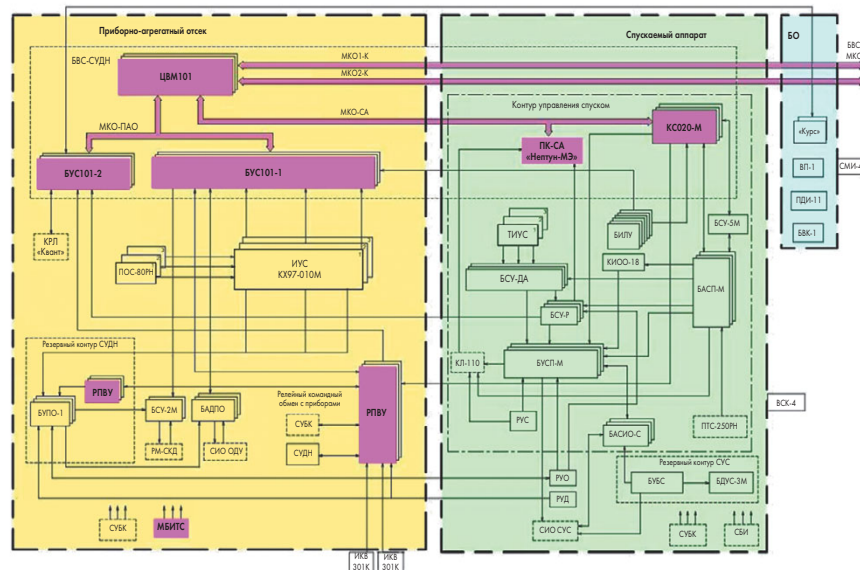 Приборно-агрегатный отсек
Спускаемый аппарат
БО
БВС-СУДН
ЦВМ101
МКО1-К
МКО2-К
БВС
МКО
МКО-СА
МКО-ПАО
Контур управления спуском
КС020-М
ПК-СА
«Нептун-МЭ»
«Курс»
ВП-1
СМИ-4
ПДИ-11
БВК-1
БУС101-2
БУС101-1
КРЛ
«Квант»
ПОС-80РН
ИУС
КХ97-010М
ТИУС
БИЛУ
БСУ-5М
КИОО-18
БСУ-ДА
БАСП-М
БСУ-Р
Резервный контур СУДН
РПВУ
БУПО-1
БСУ-2М
БАДПО
РМ-СКД
СИО ОДУ
Релейный командный
обмен с приборами
СУБК
СУДН
РПВУ
КЛ-110
БУСП-М
РУС
БАСИО-С
ПТС-250РН
ВСК-4
Резервный контур СУС
РУО
РУД
БУБС
БДУС-3М
СИО СУС
СУБК
СБИ
СУБК
МБИТС
ИКВ
301К
ИКВ
301К